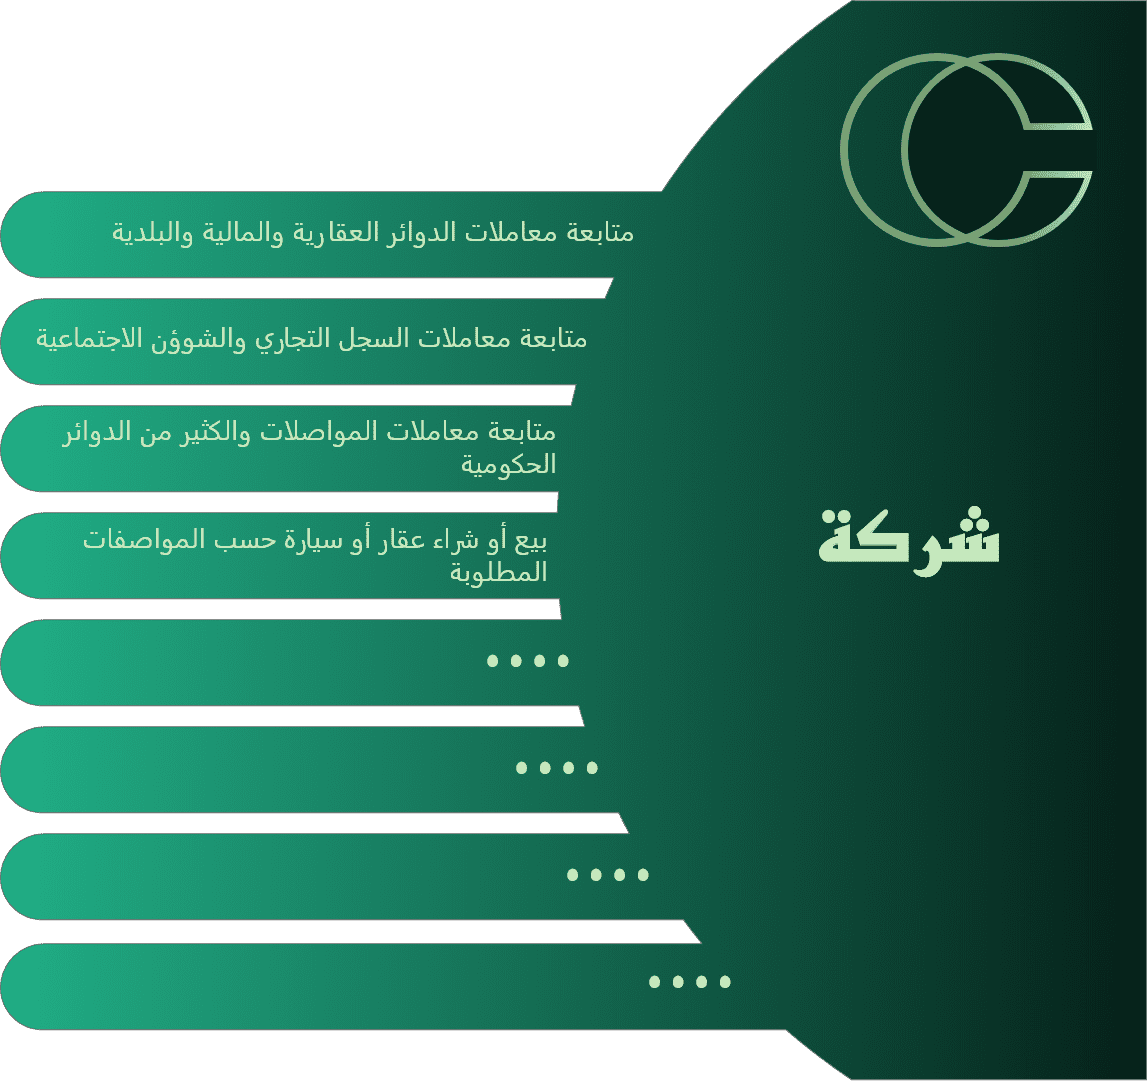 متابعة معاملات الدوائر العقارية والمالية والبلدية
متابعة معاملات السجل التجاري والشوؤن الاجتماعية
متابعة معاملات المواصلات والكثير من الدوائر
الحكومية
بيع أو شراء عقار أو سيارة حسب المواصفات
المطلوبة
....
....
....
....
شركة